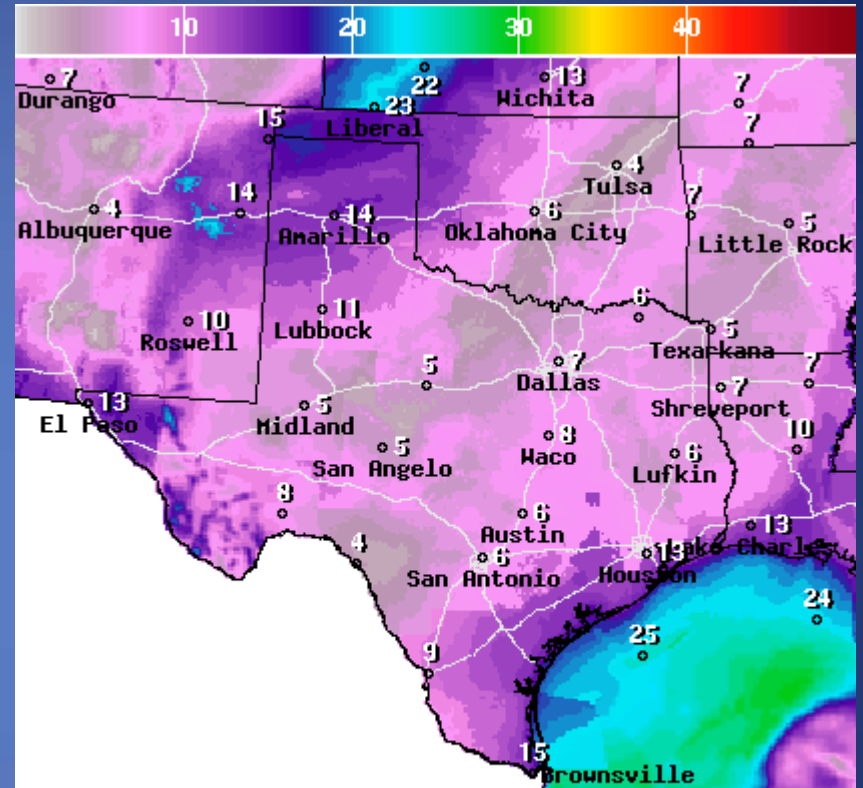 10 20 30 40
7 22 13 7
Durango 23 Wichita
15 Liberal 7
4 Tulsa
4 14 14 6 7 5
Albuquerque Amarillo Oklahoma City Little Rock
10 11 6 5
Roswell Lubbock Texarkana
5 7 7
Dallas 7
13 5 Shreveport
El Paso Midland 8 10
5 Waco 6
San Angelo Lufkin
8 6 13
4 Austin Lake Charles
6 13
San Antonio Houston
24
9 25
15
Brownsville